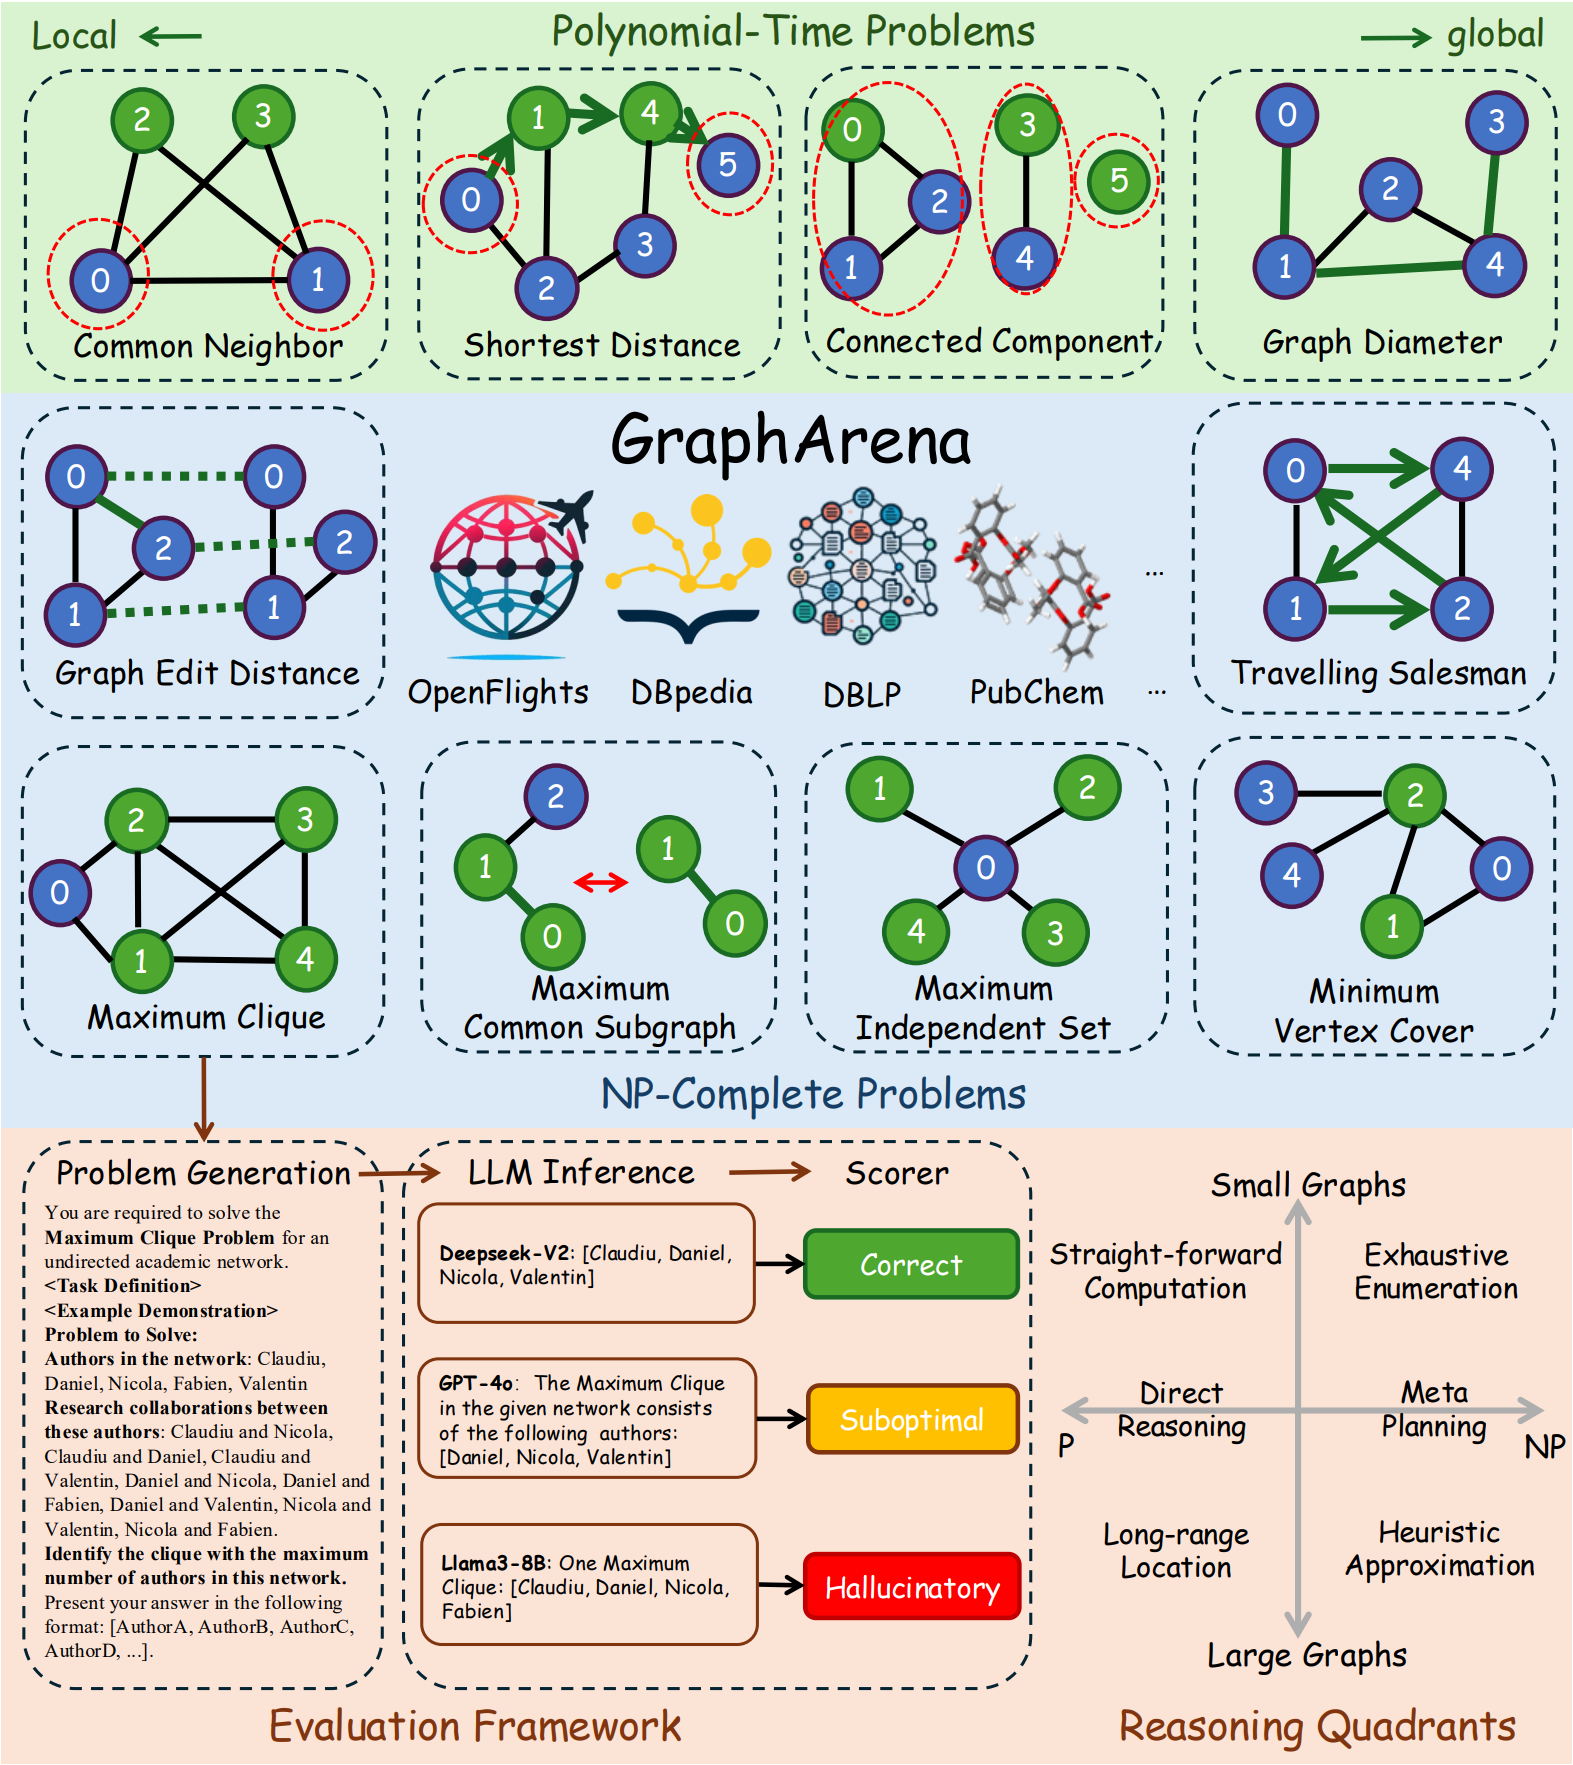 Local
Polynomial-Time Problems
global
2
3
0
1
Common Neighbor
1
4
0
5
3
2
Shortest Distance
0
3
5
2
1
4
Connected Component
0
3
2
1
4
Graph Diameter
0
0
2
2
1
1
Graph Edit Distance
GraphArena
...
OpenFlights
DBpedia
DBLP
PubChem
...
0
4
1
2
Travelling Salesman
2
3
0
1
4
Maximum Clique
2
1
1
0
0
Maximum
Common Subgraph
1
2
0
4
3
Maximum
Independent Set
3
2
4
0
1
Minimum
Vertex Cover
NP-Complete Problems
Problem Generation
You are required to solve the
Maximum Clique Problem for an
undirected academic network.
<Task Definition>
<Example Demonstration>
Problem to Solve:
Authors in the network: Claudiu,
Daniel, Nicola, Fabien, Valentin
Research collaborations between
these authors: Claudiu and Nicola,
Claudiu and Daniel, Claudiu and
Valentin, Daniel and Nicola, Daniel and
Fabien, Daniel and Valentin, Nicola and
Valentin, Nicola and Fabien.
Identify the clique with the maximum
number of authors in this network.
Present your answer in the following
format: [AuthorA, AuthorB, AuthorC,
AuthorD, ...].
LLM Inference
Scorer
Deepseek-V2: [Claudiu, Daniel,
Nicola, Valentin]
Correct
GPT-4o: The Maximum Clique
in the given network consists
of the following authors:
[Daniel, Nicola, Valentin]
Suboptimal
Llama3-8B: One Maximum
Clique: [Claudiu, Daniel, Nicola,
Fabien]
Hallucinatory
Evaluation Framework
Small Graphs
Straight-forward
Computation
Exhaustive
Enumeration
Direct
Reasoning
Meta
Planning
P
NP
Long-range
Location
Heuristic
Approximation
Large Graphs
Reasoning Quadrants